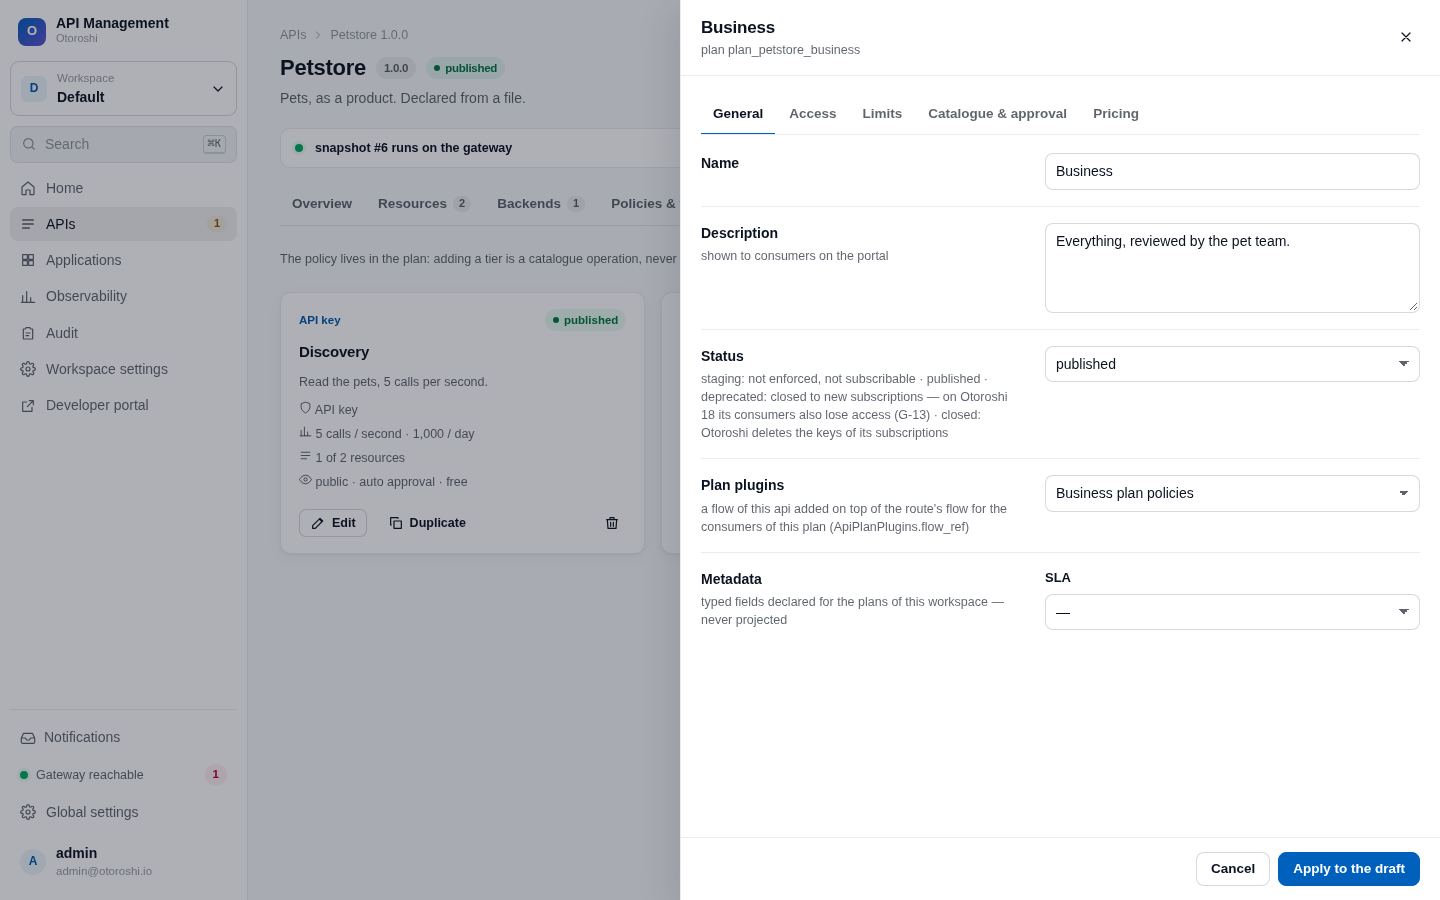 API Management
Otoroshi
Workspace
D
Default
Search
⌘K
Home
APIs
1
Applications
Observability
Audit
Workspace settings
Developer portal
Notifications
Gateway reachable
1
Global settings
A
admin
admin@otoroshi.io
APIs
Petstore 1.0.0
Petstore
1.0.0
published
Pets, as a product. Declared from a file.
snapshot #6 runs on the gateway
Overview
Resources 2
Backends 1
Policies &
The policy lives in the plan: adding a tier is a catalogue operation, never
API key
published
Discovery
Read the pets, 5 calls per second.
API key
5 calls / second · 1,000 / day
1 of 2 resources
public · auto approval · free
Edit
Duplicate
Business
plan plan_petstore_business
General
Access
Limits
Catalogue & approval
Pricing
Name
Business
Description
shown to consumers on the portal
Everything, reviewed by the pet team.
Status
staging: not enforced, not subscribable · published ·
deprecated: closed to new subscriptions — on Otoroshi
18 its consumers also lose access (G-13) · closed:
Otoroshi deletes the keys of its subscriptions
published
Plan plugins
a flow of this api added on top of the route's flow for the
consumers of this plan (ApiPlanPlugins.flow_ref)
Business plan policies
Metadata
typed fields declared for the plans of this workspace —
never projected
SLA
—
Cancel
Apply to the draft